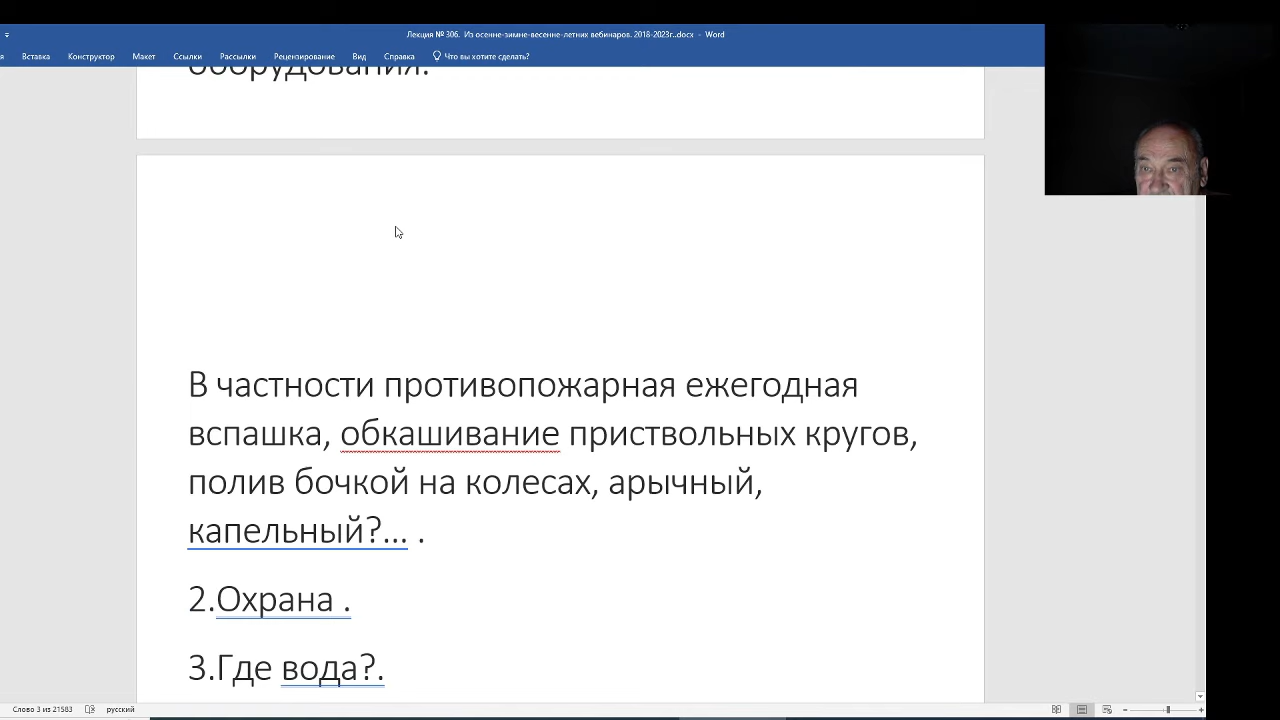 Лекция № 306. Из осенне-зимне-весенне-летних вебинаров. 2018-2023г..docx - Word
я Вставка Конструктор Макет Ссылки Рассылки Рецензирование Вид Справка Что вы хотите сделать?
оборудования.
В частности противопожарная ежегодная
вспашка, обкашивание приствольных кругов,
полив бочкой на колесах, арычный,
капельный?... .
2.Охрана .
3.Где вода?.
Слово 3 из 21583 русский